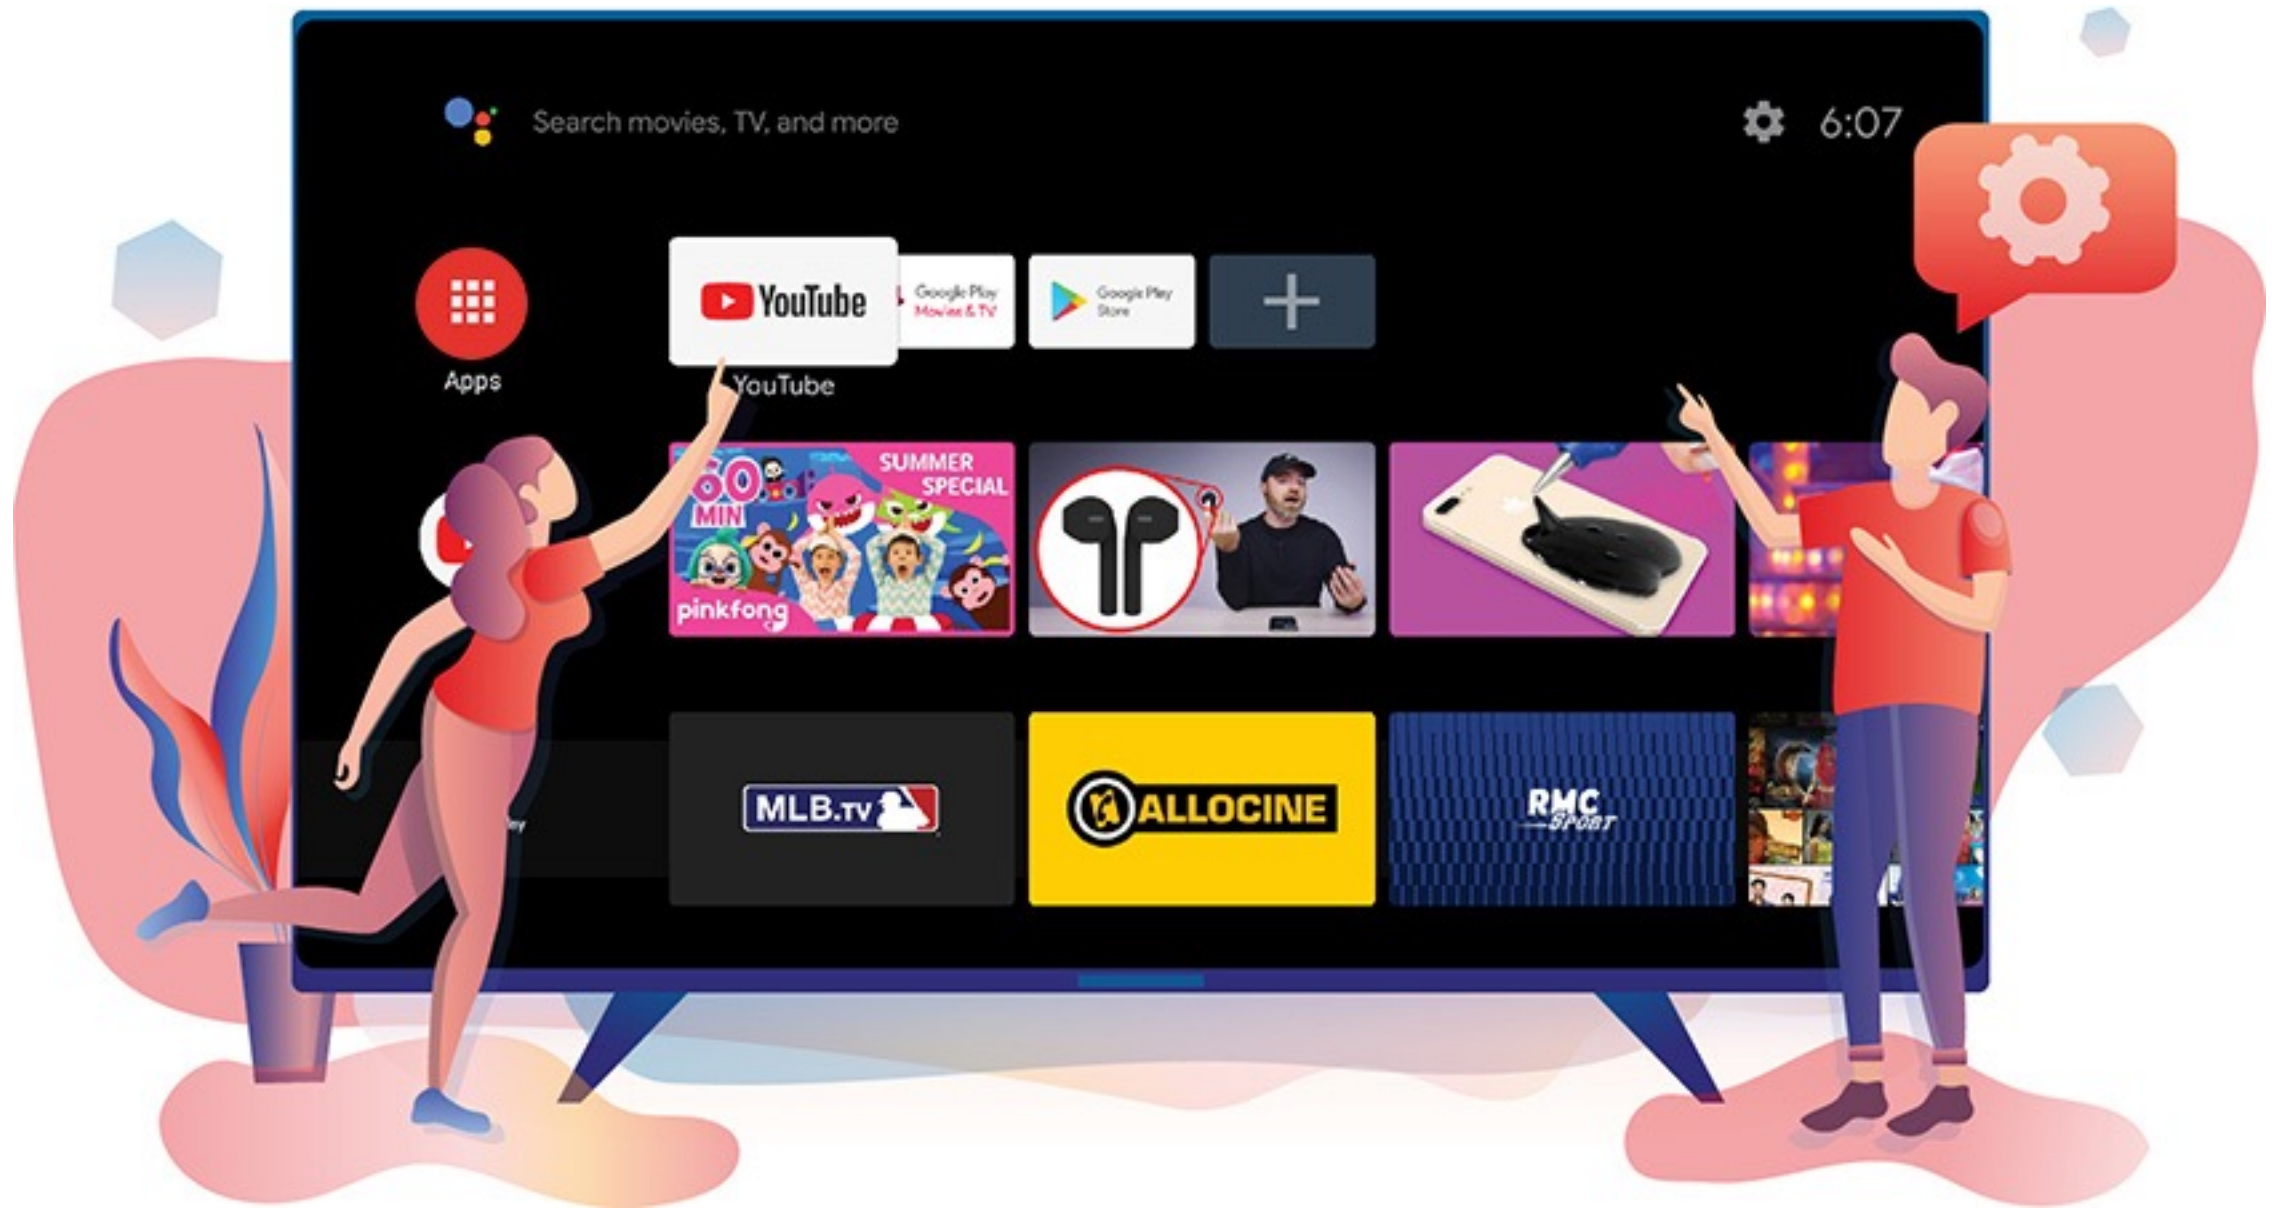 Search movies, TV, and more
6:07
YouTube
Google Play
Movies & TV
Google Play
Store
Apps
YouTube
60
MIN
SUMMER
SPECIAL
pinkfong
MLB.TV
ALLOCINE
RMC
SPORT